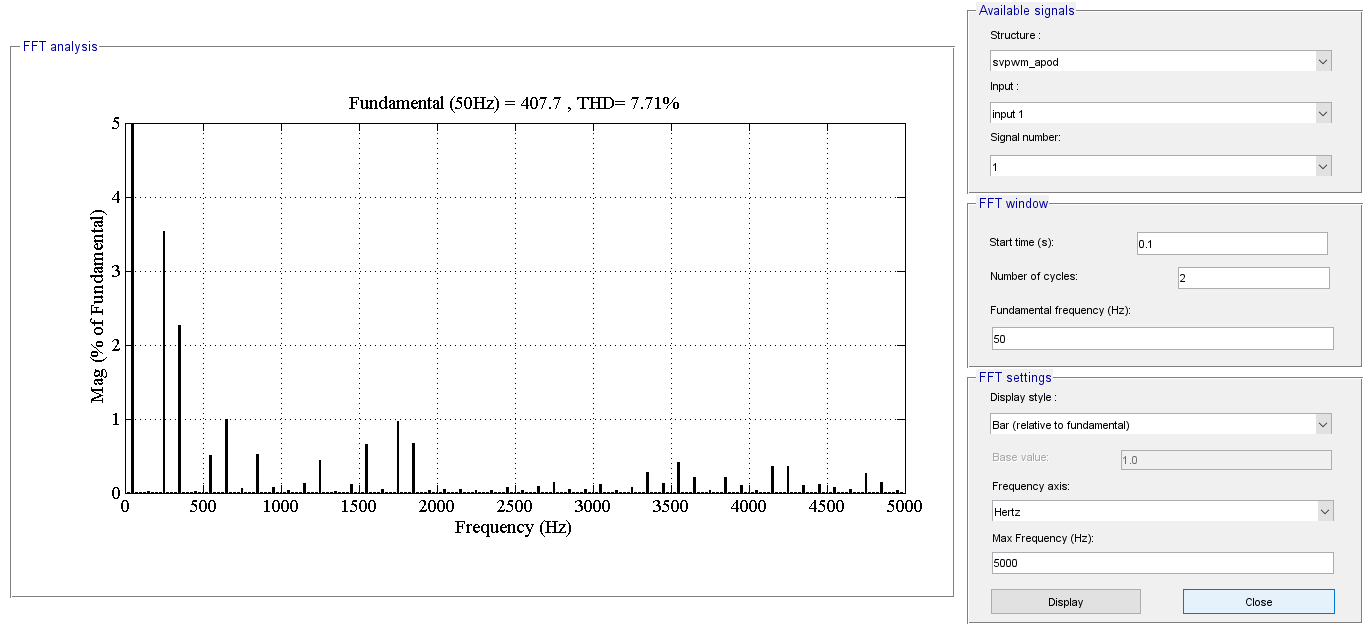 FFT analysis
Fundamental (50Hz) = 407.7 , THD= 7.71%
Mag (% of Fundamental)
5
4
3
2
1
0
0 500 1000 1500 2000 2500 3000 3500 4000 4500 5000
Frequency (Hz)
Available signals
Structure :
svpwm_apod
Input :
input 1
Signal number:
1
FFT window
Start time (s):
0.1
Number of cycles:
2
Fundamental frequency (Hz):
50
FFT settings
Display style :
Bar (relative to fundamental)
Base value:
1.0
Frequency axis:
Hertz
Max Frequency (Hz):
5000
Display
Close